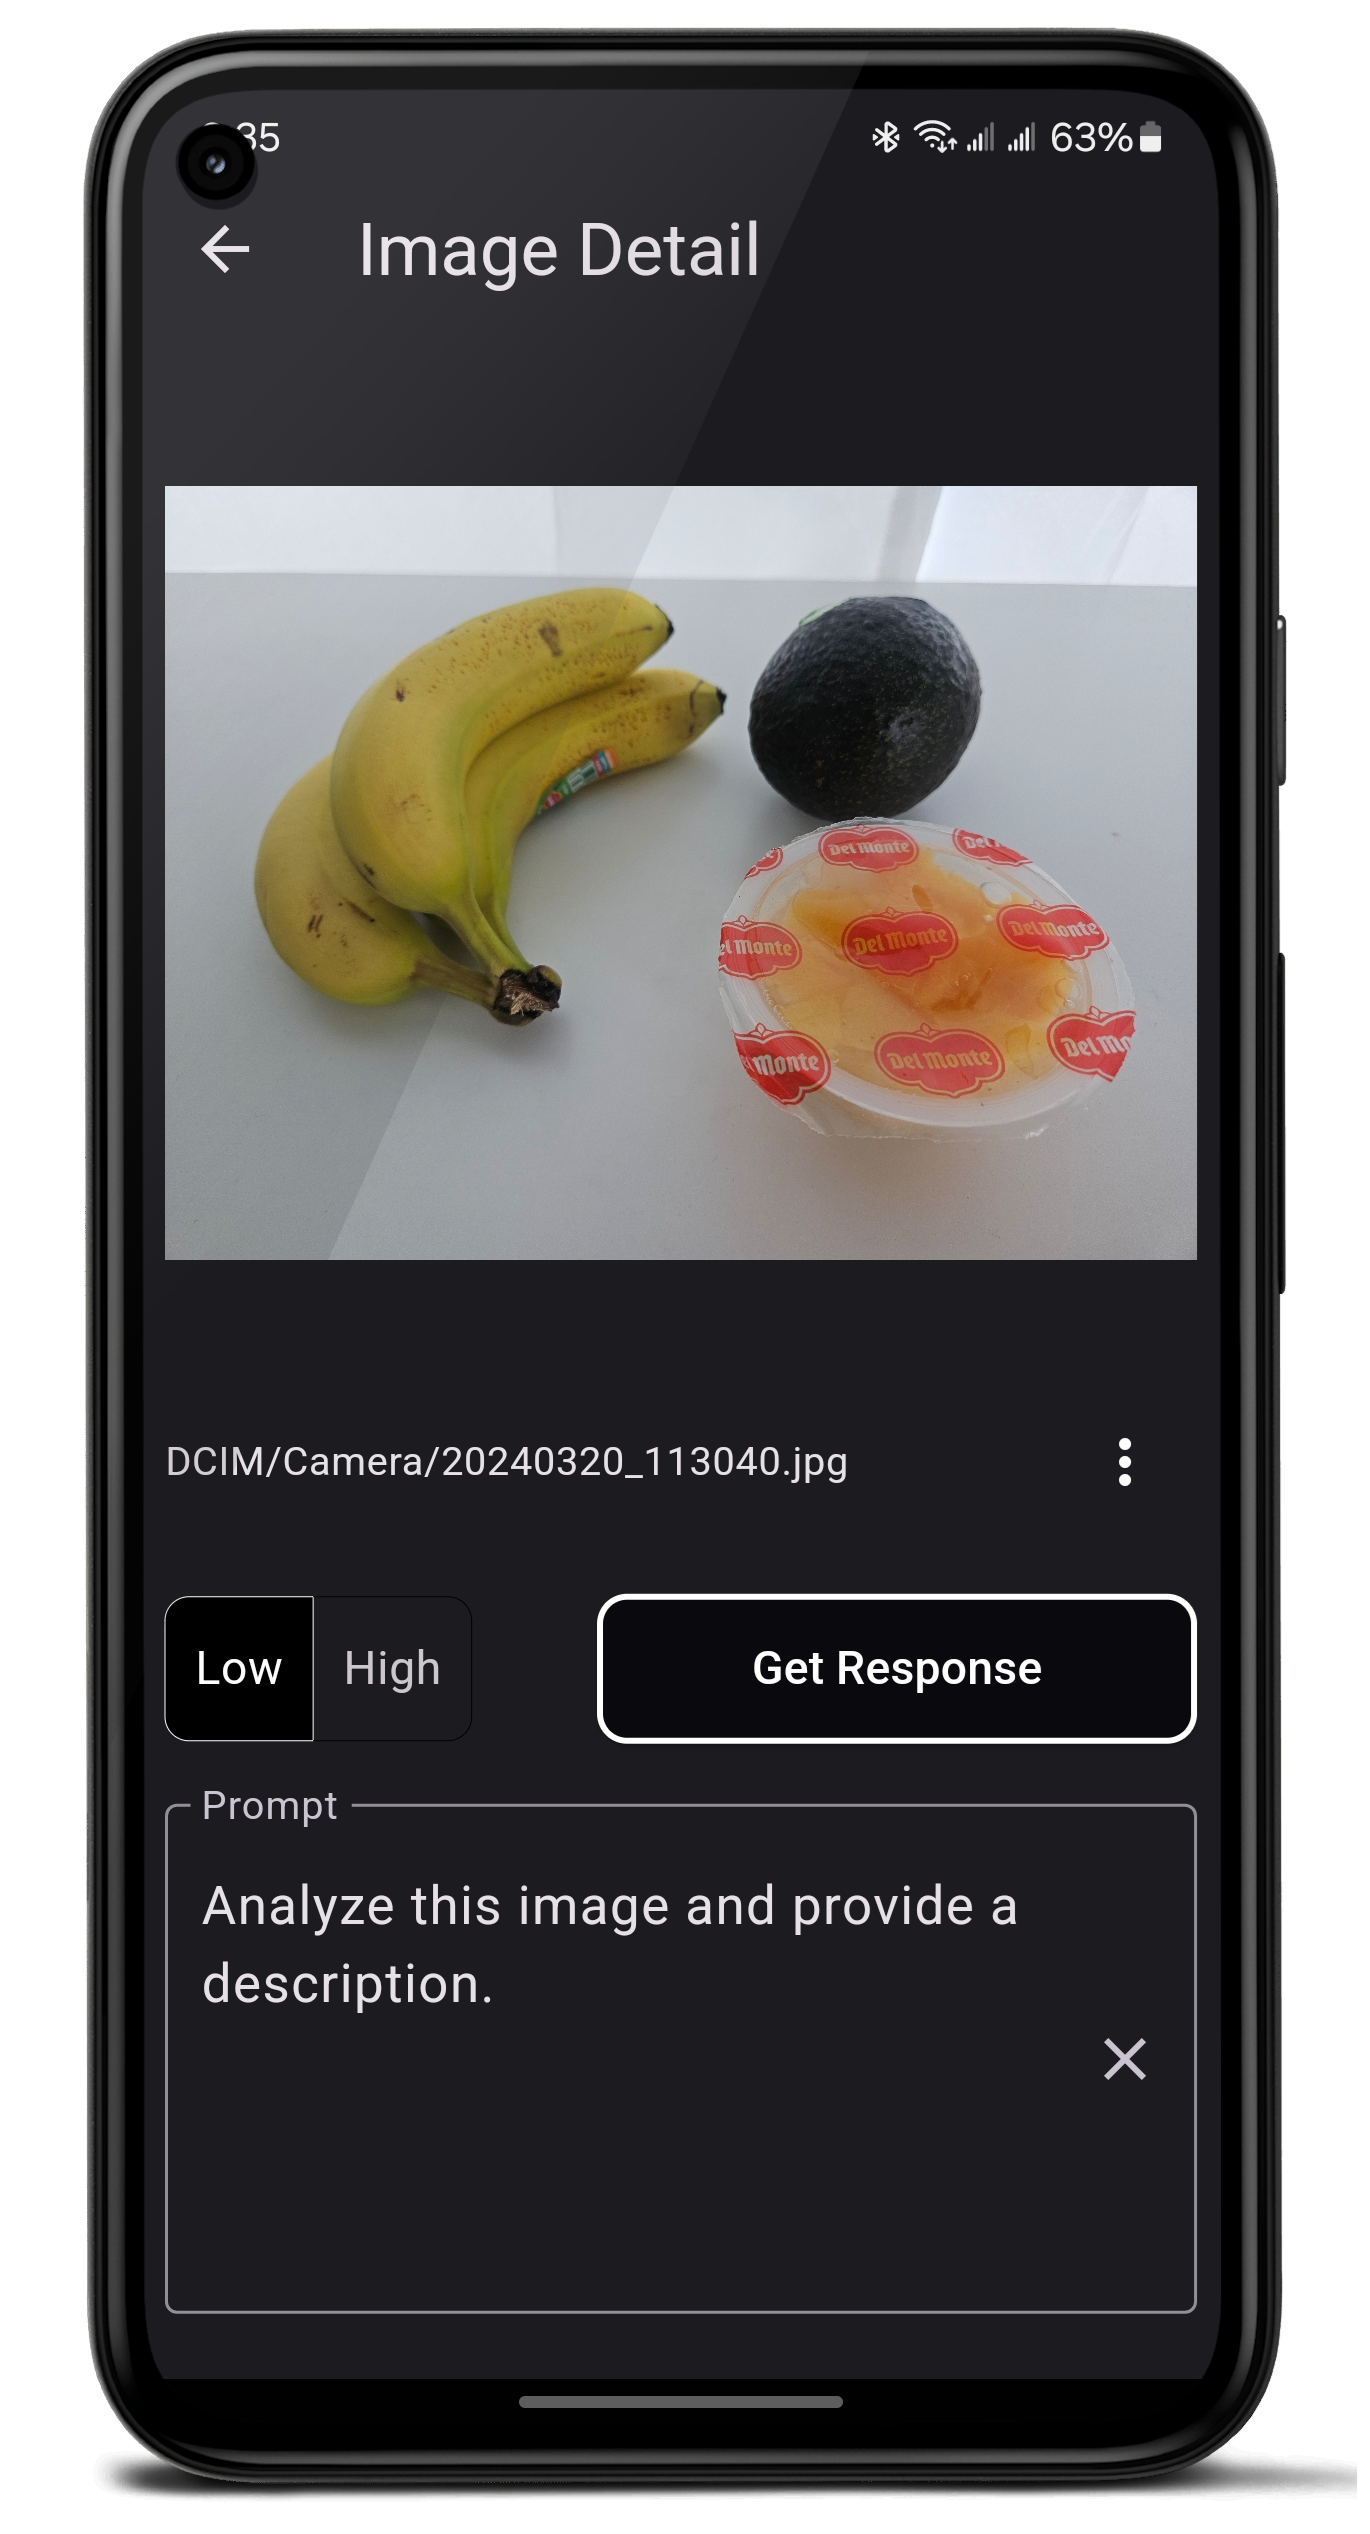 35
63%
Image Detail
Del Monte
Del
Del Monte
Del Monte
Del Monte
Monte
Del Monte
Del Mo
DCIM/Camera/20240320_113040.jpg
Low
High
Get Response
Prompt
Analyze this image and provide a
description.